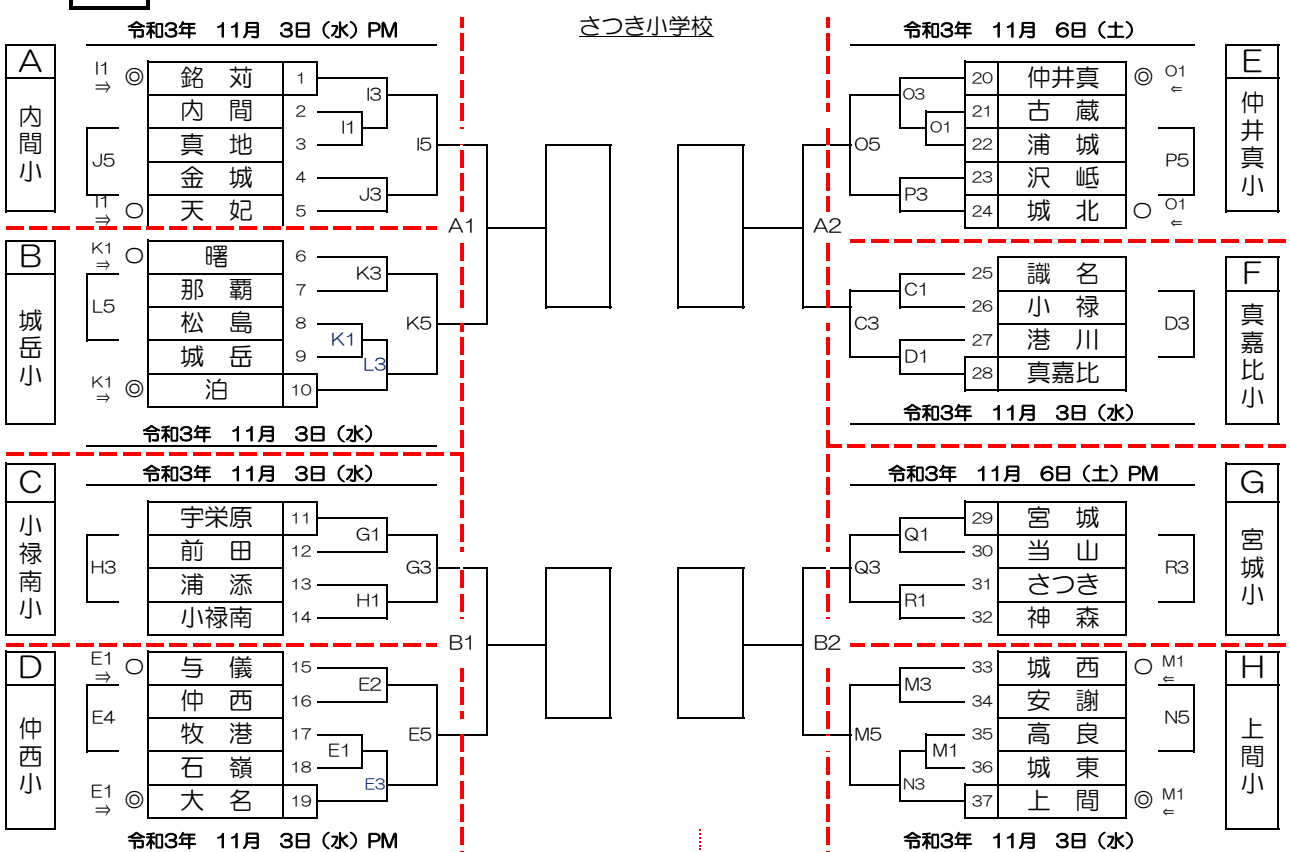 さつき小学校
令和3年 11月 3日（水）PM
A
内間小
I1
⇒
◎
銘 苅 1
内 間 2
真 地 3
金 城 4
天 妃 5
I1
⇒
○
J5
I3
I1
J3
I5
A1
B
城岳小
K1
⇒
○
曙 6
那 覇 7
松 島 8
城 岳 9
泊 10
K1
⇒
◎
L5
K3
K1
L3
K5
令和3年 11月 3日（水）
令和3年 11月 3日（水）
C
小禄南小
宇栄原 11
前 田 12
浦 添 13
小禄南 14
H3
G1
H1
G3
B1
D
仲西小
E1
⇒
○
与 儀 15
仲 西 16
牧 港 17
石 嶺 18
大 名 19
E1
⇒
◎
E4
E2
E1
E3
E5
令和3年 11月 3日（水）PM
令和3年 11月 6日（土）
E
仲井真小
20 仲井真 ◎ O1
⇐
21 古 蔵
22 浦 城
23 沢 岻
24 城 北 ○ O1
⇐
P5
O3
O1
P3
O5
A2
F
真嘉比小
25 識 名
26 小 禄
27 港 川
28 真嘉比
D3
C1
D1
C3
令和3年 11月 3日（水）
令和3年 11月 6日（土）PM
G
宮城小
29 宮 城
30 当 山
31 さつき
32 神 森
R3
Q1
R1
Q3
B2
H
上間小
33 城 西 ○ M1
⇐
34 安 謝
35 高 良
36 城 東
37 上 間 ◎ M1
⇐
N5
M3
M1
N3
M5
令和3年 11月 3日（水）